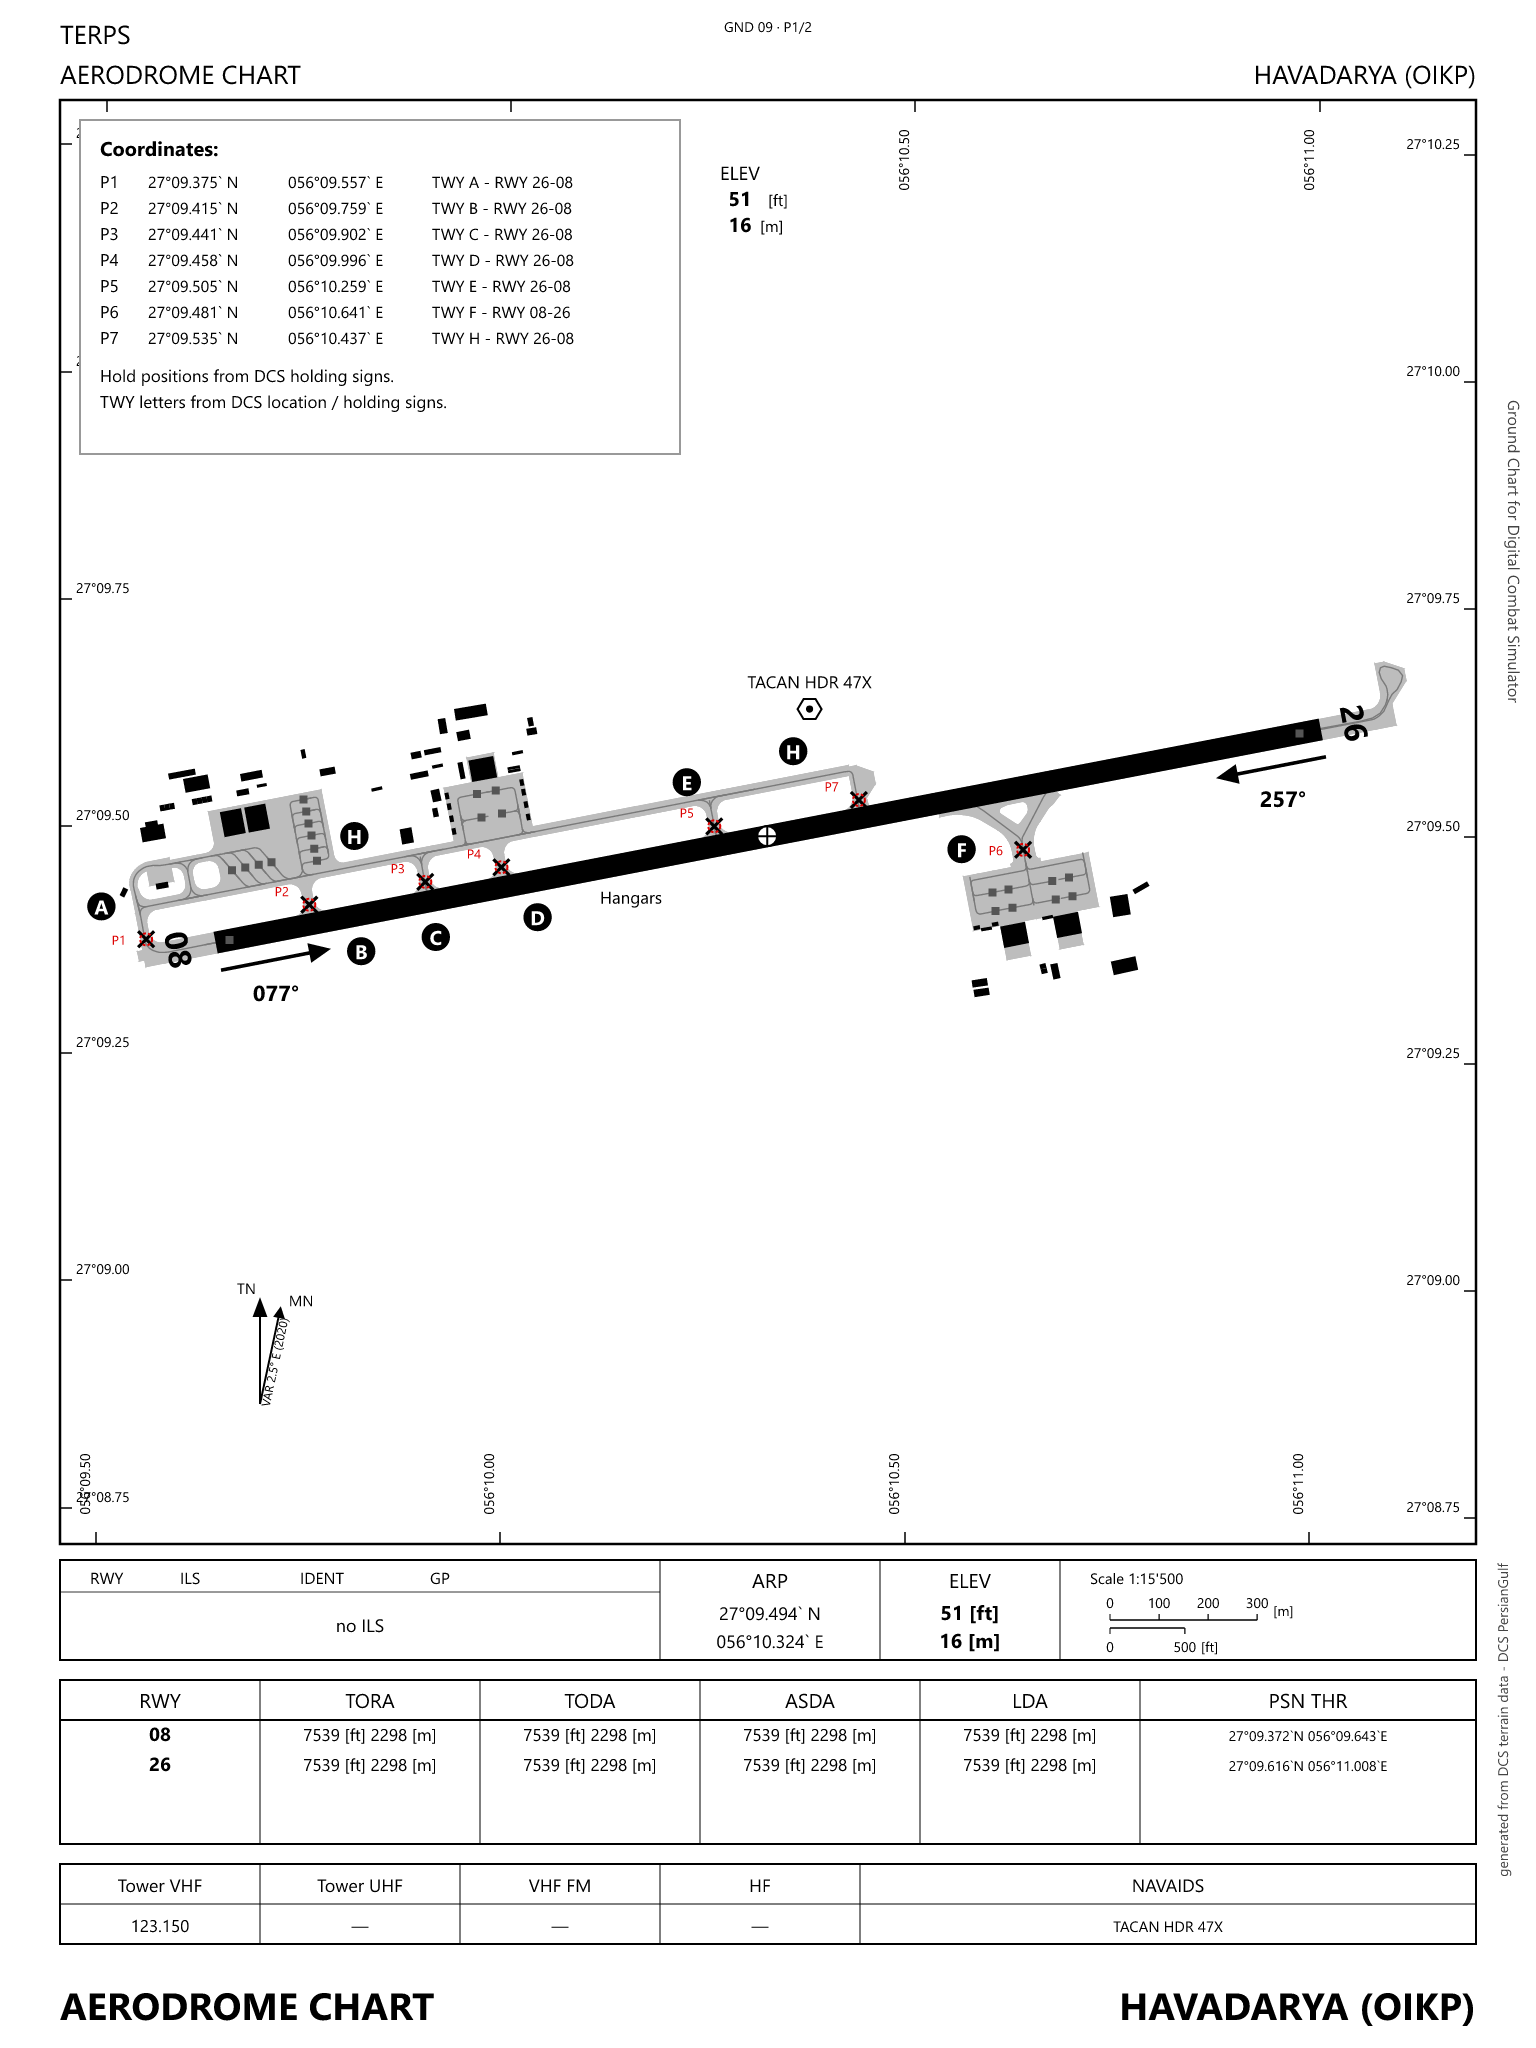 GND 09 · P1/2
TERPS
AERODROME CHART
HAVADARYA (OIKP)
Coordinates:
P1 27°09.375` N 056°09.557` E TWY A - RWY 26-08
P2 27°09.415` N 056°09.759` E TWY B - RWY 26-08
P3 27°09.441` N 056°09.902` E TWY C - RWY 26-08
P4 27°09.458` N 056°09.996` E TWY D - RWY 26-08
P5 27°09.505` N 056°10.259` E TWY E - RWY 26-08
P6 27°09.481` N 056°10.641` E TWY F - RWY 08-26
P7 27°09.535` N 056°10.437` E TWY H - RWY 26-08
Hold positions from DCS holding signs.
TWY letters from DCS location / holding signs.
ELEV
51 [ft]
16 [m]
056°10.50
056°11.00
27°10.25
27°10.00
Ground Chart for Digital Combat Simulator
27°09.75
27°09.75
TACAN HDR 47X
26
H
E
P7
257°
27°09.50
P5
27°09.50
H
P4
P3
F
P6
P2
A
Hangars
D
P1
08
B
C
077°
27°09.25
27°09.25
27°09.00
27°09.00
TN
MN
VAR 2.5° E (2020)
056°09.50
056°10.00
056°10.50
056°11.00
27°08.75
27°08.75
RWY ILS IDENT GP
no ILS
ARP
27°09.494` N
056°10.324` E
ELEV
51 [ft]
16 [m]
Scale 1:15'500
0 100 200 300 [m]
0 500 [ft]
generated from DCS terrain data - DCS PersianGulf
RWY TORA TODA ASDA LDA PSN THR
08 7539 [ft] 2298 [m] 7539 [ft] 2298 [m] 7539 [ft] 2298 [m] 7539 [ft] 2298 [m] 27°09.372`N 056°09.643`E
26 7539 [ft] 2298 [m] 7539 [ft] 2298 [m] 7539 [ft] 2298 [m] 7539 [ft] 2298 [m] 27°09.616`N 056°11.008`E
Tower VHF Tower UHF VHF FM HF NAVAIDS
123.150 — — — TACAN HDR 47X
AERODROME CHART
HAVADARYA (OIKP)